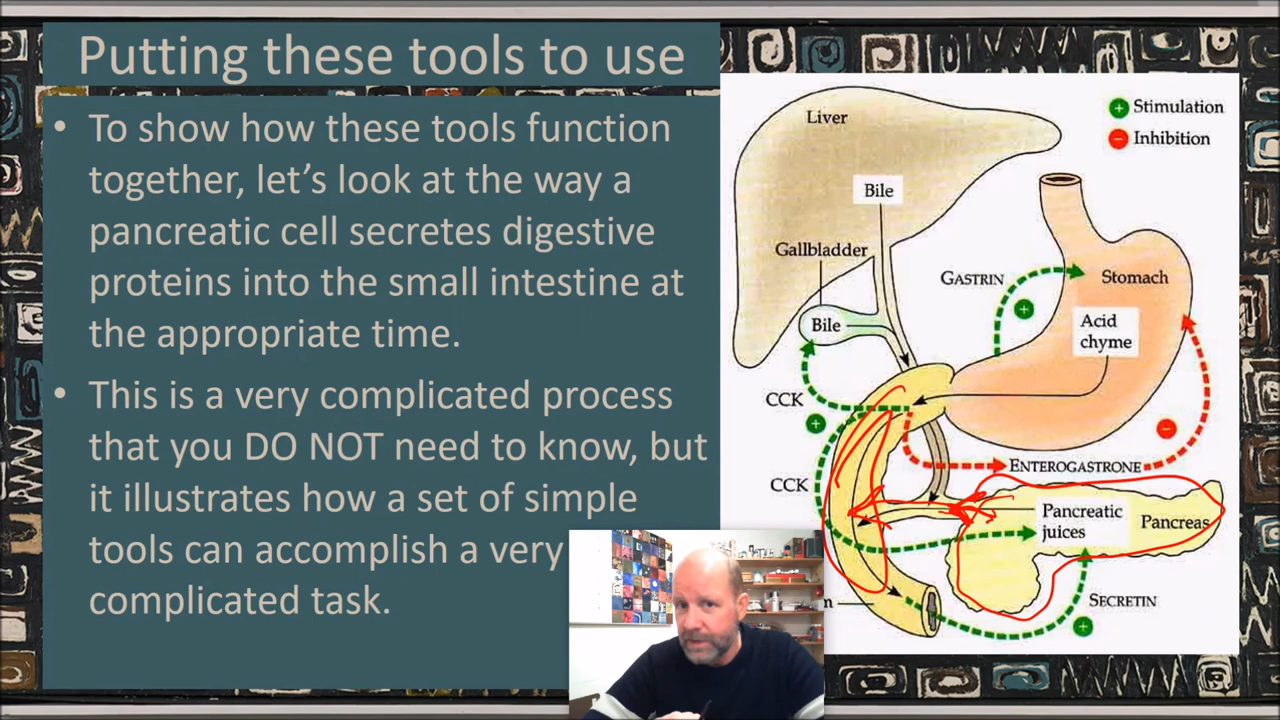 Putting these tools to use
• To show how these tools function
together, let’s look at the way a
pancreatic cell secretes digestive
proteins into the small intestine at
the appropriate time.
• This is a very complicated process
that you DO NOT need to know, but
it illustrates how a set of simple
tools can accomplish a very
complicated task.
Stimulation
Inhibition
Liver
Bile
Gallbladder
GASTRIN
Stomach
Bile
Acid
chyme
CCK
ENTEROGASTRONE
CCK
Pancreatic
juices
Pancreas
SECRETIN